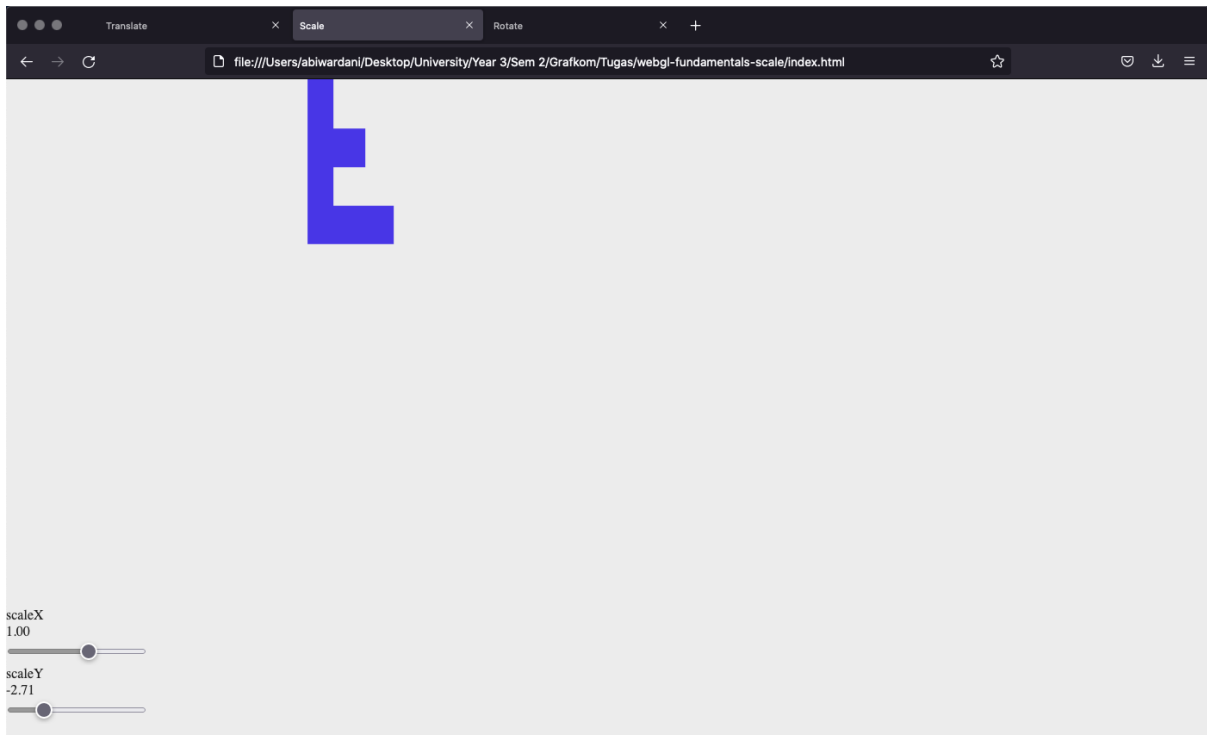 Translate
Scale
Rotate
file:///Users/abiwardani/Desktop/University/Year 3/Sem 2/Grafkom/Tugas/webgl-fundamentals-scale/index.html
scaleX
1.00
scaleY
-2.71